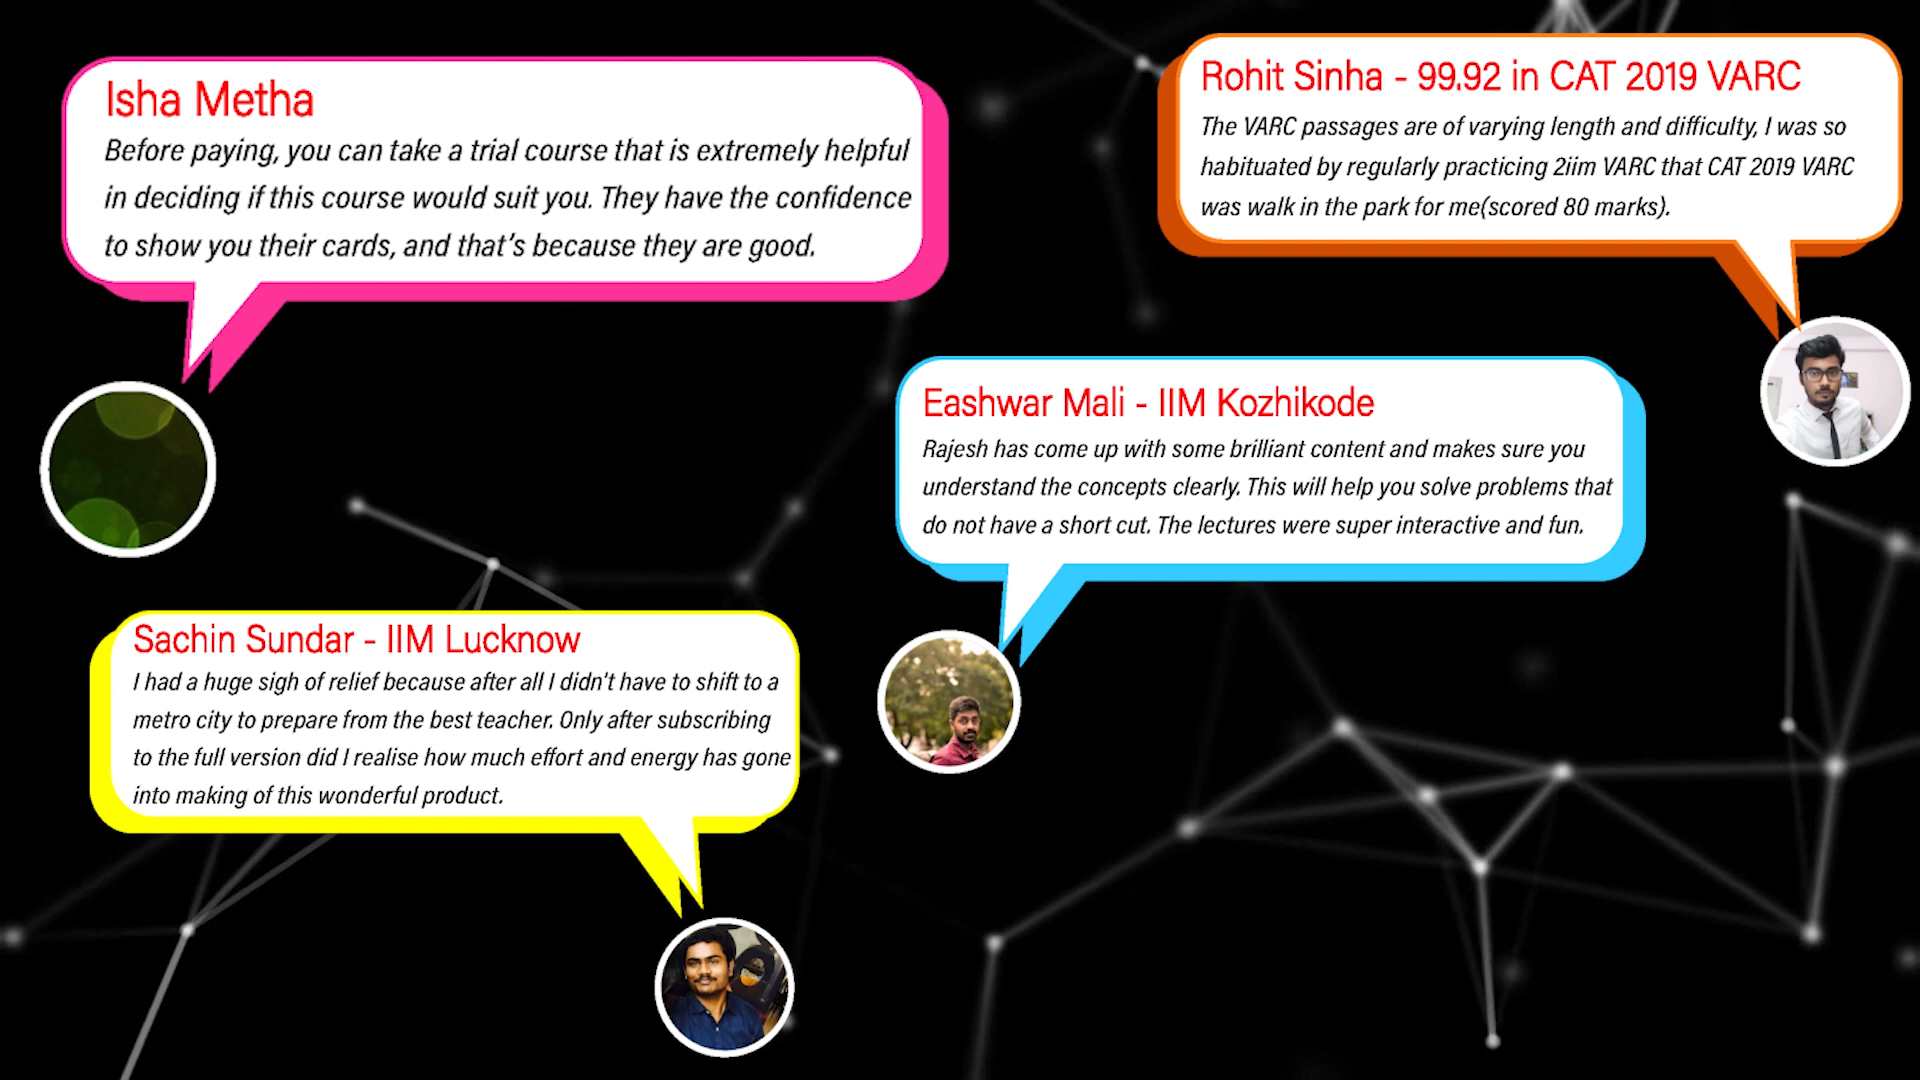 Isha Metha
Before paying, you can take a trial course that is extremely helpful
in deciding if this course would suit you. They have the confidence
to show you their cards, and that's because they are good.
Rohit Sinha - 99.92 in CAT 2019 VARC
The VARC passages are of varying length and difficulty, I was so
habituated by regularly practicing 2iim VARC that CAT 2019 VARC
was walk in the park for me(scored 80 marks).
Eashwar Mali - IIM Kozhikode
Rajesh has come up with some brilliant content and makes sure you
understand the concepts clearly. This will help you solve problems that
do not have a short cut. The lectures were super interactive and fun.
Sachin Sundar - IIM Lucknow
I had a huge sigh of relief because after all I didn't have to shift to a
metro city to prepare from the best teacher. Only after subscribing
to the full version did I realise how much effort and energy has gone
into making of this wonderful product.